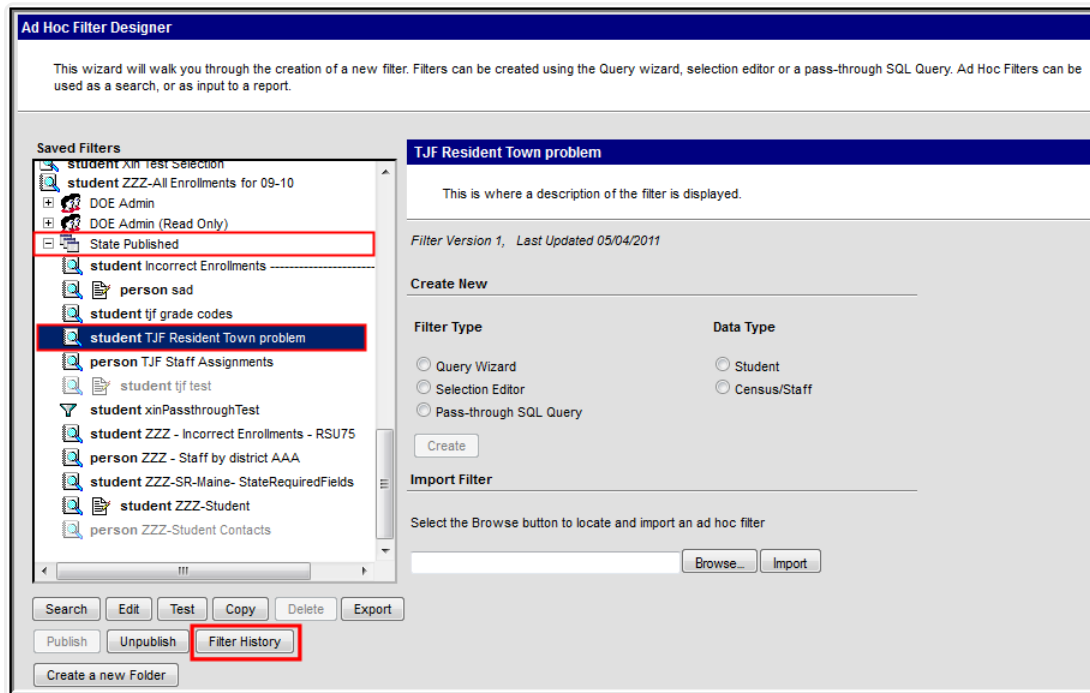 Ad Hoc Filter Designer
This wizard will walk you through the creation of a new filter. Filters can be created using the Query wizard, selection editor or a pass-through SQL Query. Ad Hoc Filters can be
used as a search, or as input to a report.
Saved Filters
student Xin Test Selection
student ZZZ-All Enrollments for 09-10
DOE Admin
DOE Admin (Read Only)
State Published
student Incorrect Enrollments -----------------------
person sad
student tjf grade codes
student TJF Resident Town problem
person TJF Staff Assignments
student tjf test
student xinPassthroughTest
student ZZZ - Incorrect Enrollments - RSU75
person ZZZ - Staff by district AAA
student ZZZ-SR-Maine- StateRequiredFields
student ZZZ-Student
person ZZZ-Student Contacts
Search Edit Test Copy Delete Export
Publish Unpublish Filter History
Create a new Folder
TJF Resident Town problem
This is where a description of the filter is displayed.
Filter Version 1, Last Updated 05/04/2011
Create New
Filter Type Data Type
Query Wizard Student
Selection Editor Census/Staff
Pass-through SQL Query
Create
Import Filter
Select the Browse button to locate and import an ad hoc filter
Browse... Import